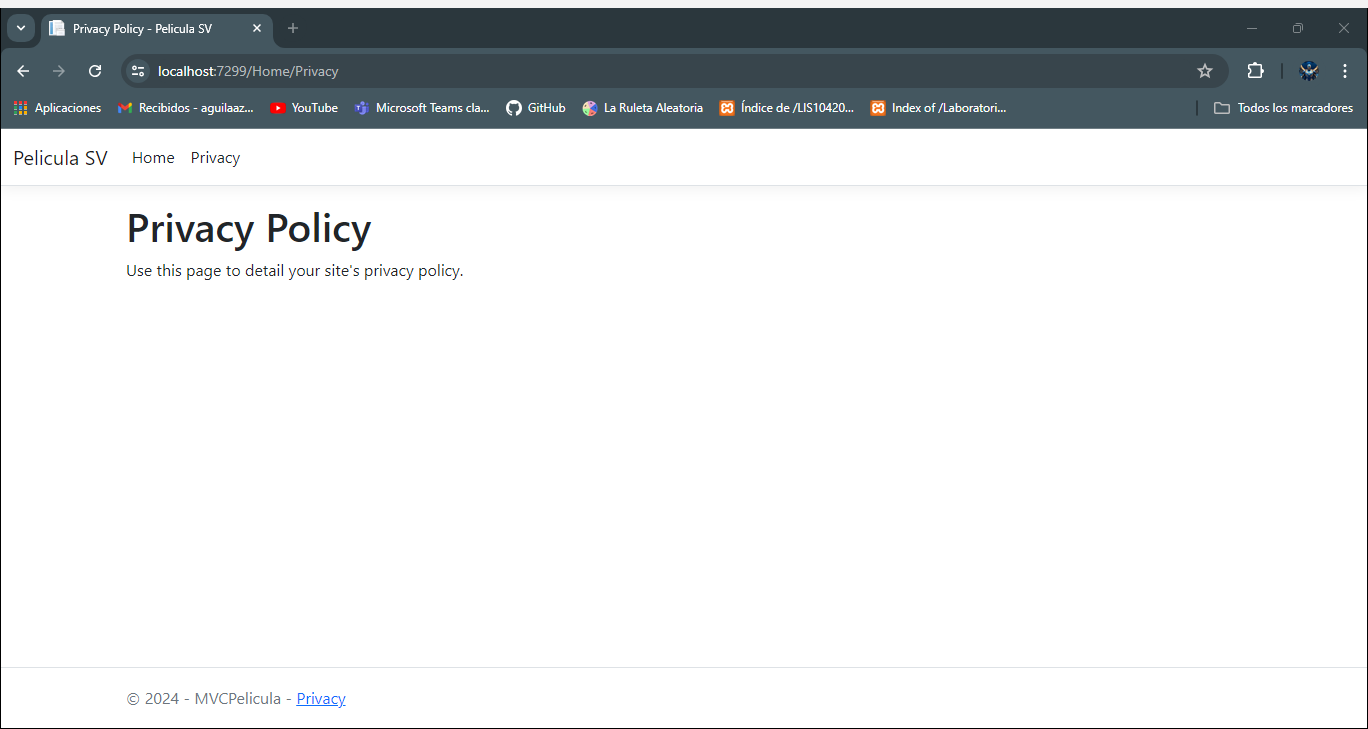 Privacy Policy - Pelicula SV
localhost:7299/Home/Privacy
Aplicaciones Recibidos - aguilaaz... YouTube Microsoft Teams cla... GitHub La Ruleta Aleatoria Índice de /LIS10420... Index of /Laboratori... Todos los marcadores
Pelicula SV Home Privacy
Privacy Policy
Use this page to detail your site's privacy policy.
© 2024 - MVCPelicula - Privacy